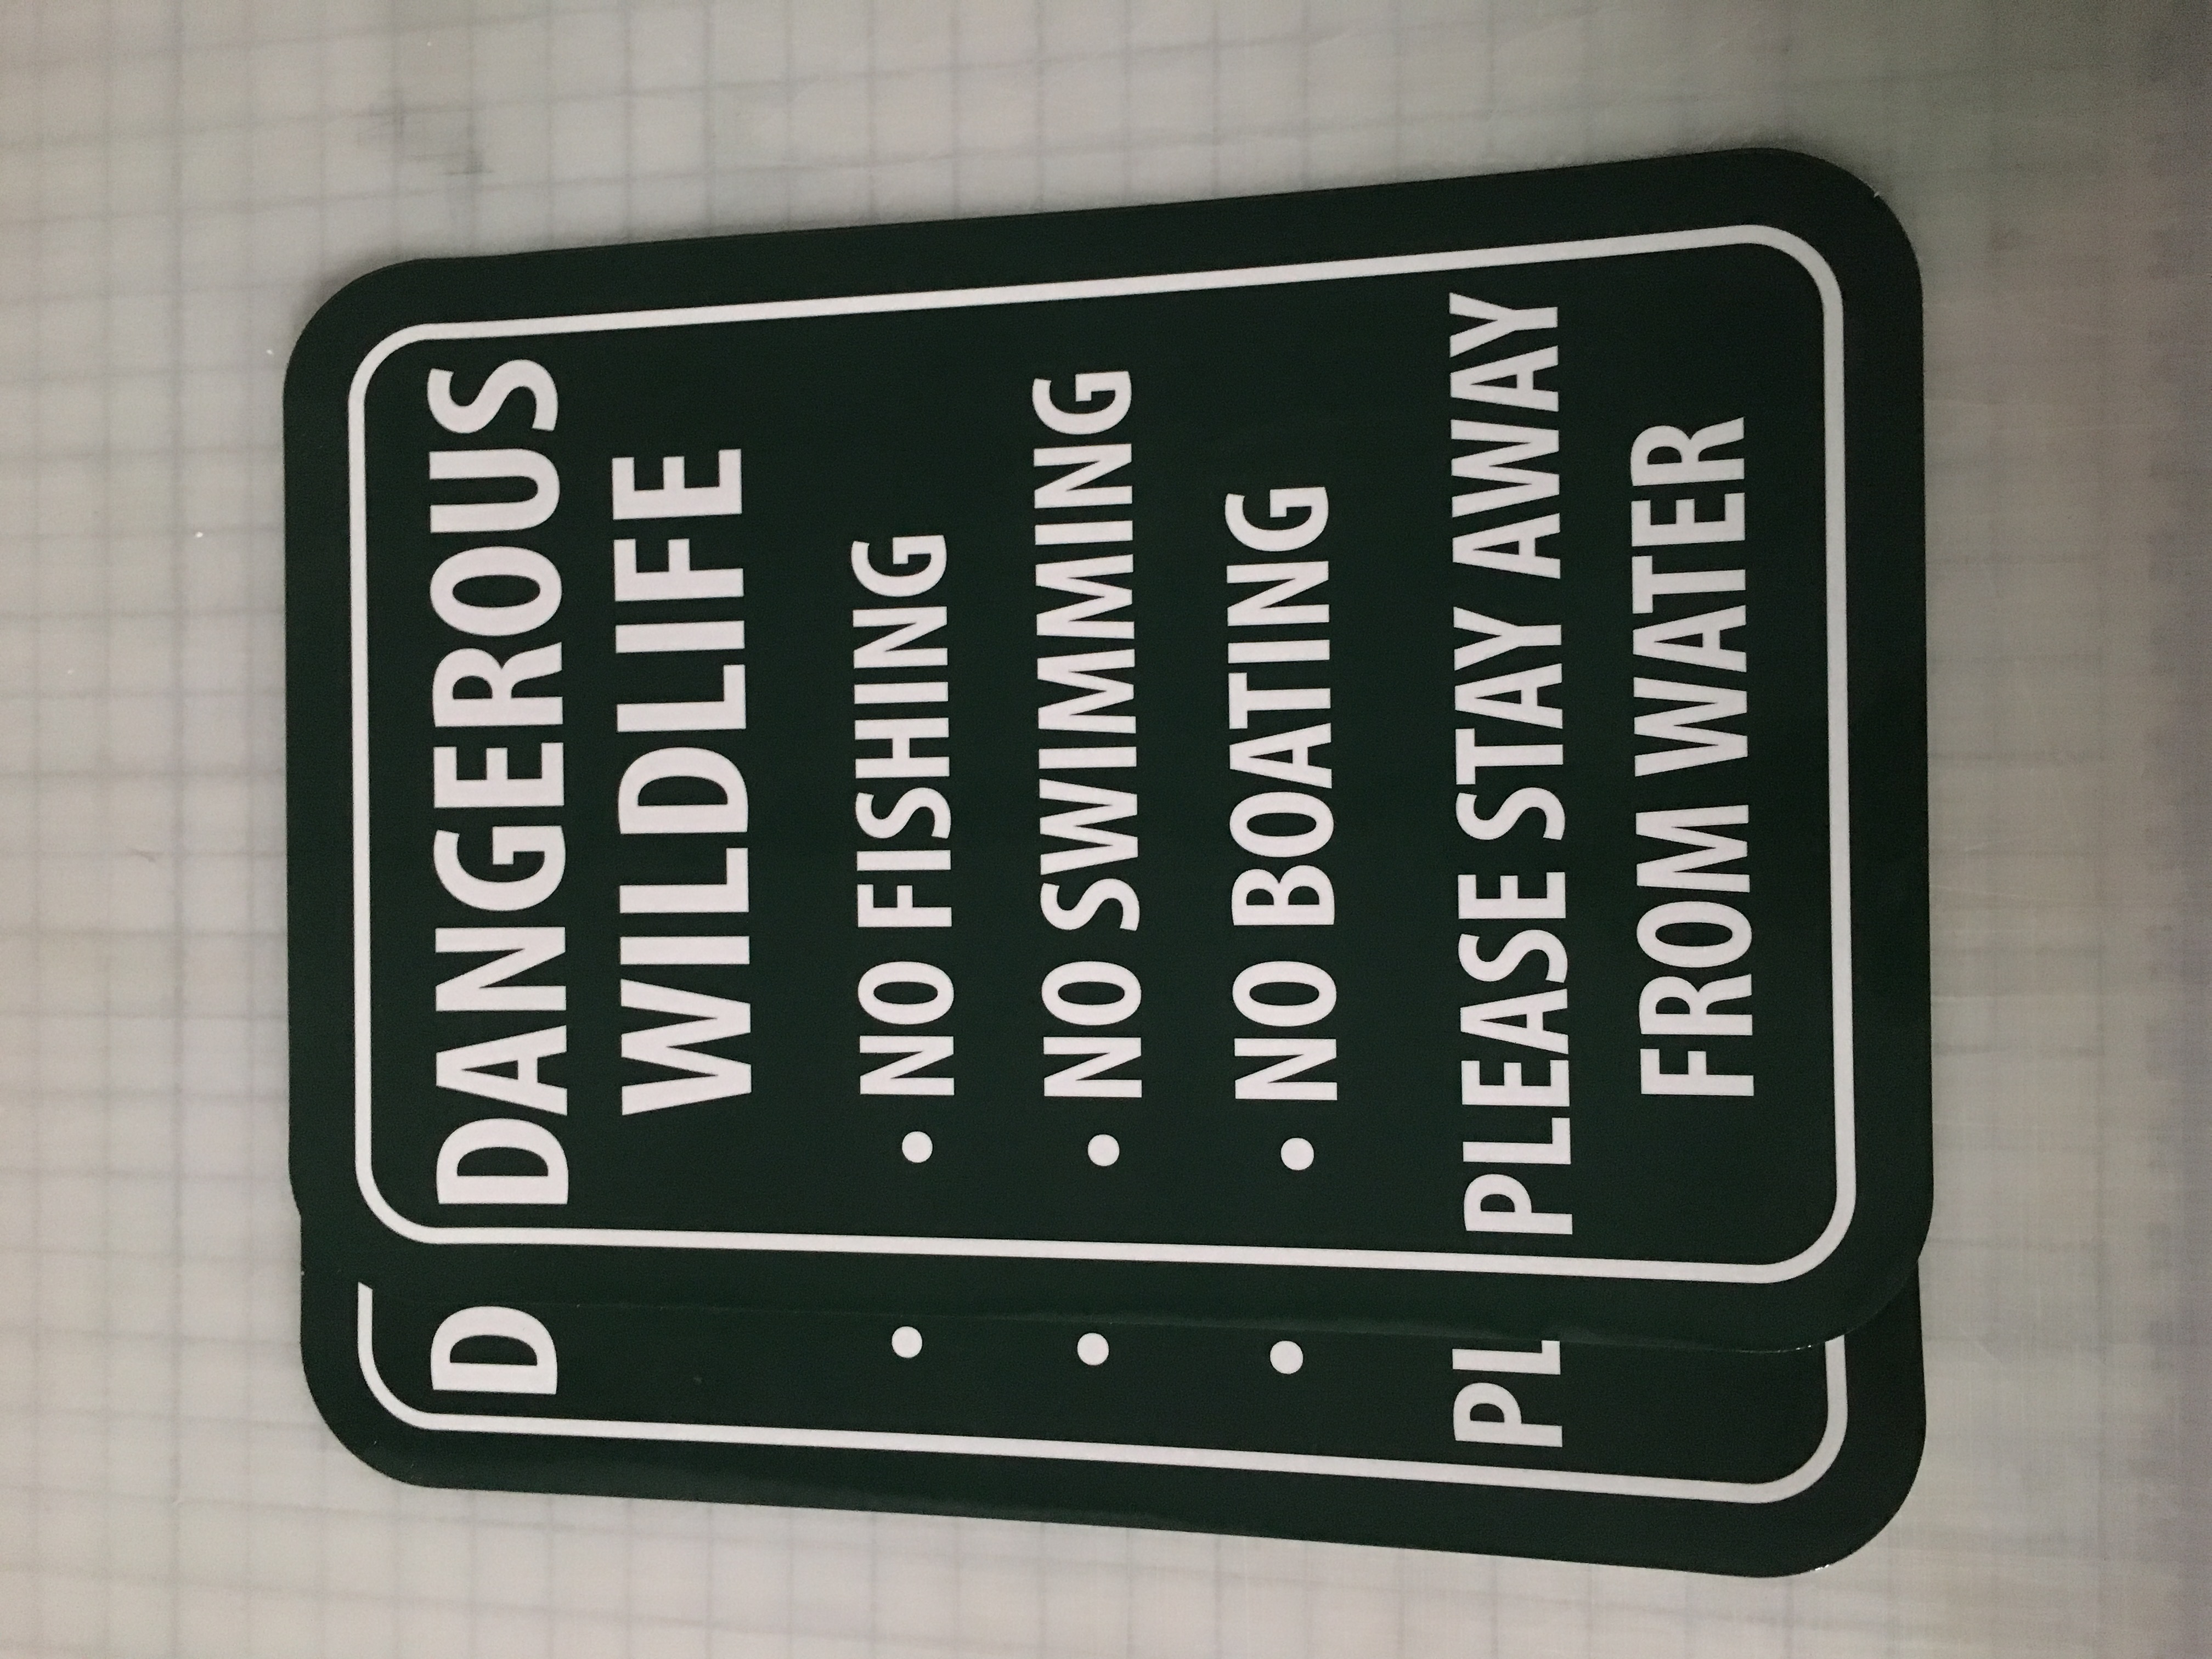 DANGEROUS
WILDLIFE
• NO FISHING
• NO SWIMMING
• NO BOATING
PLEASE STAY AWAY
FROM WATER
D
•
•
•
PL